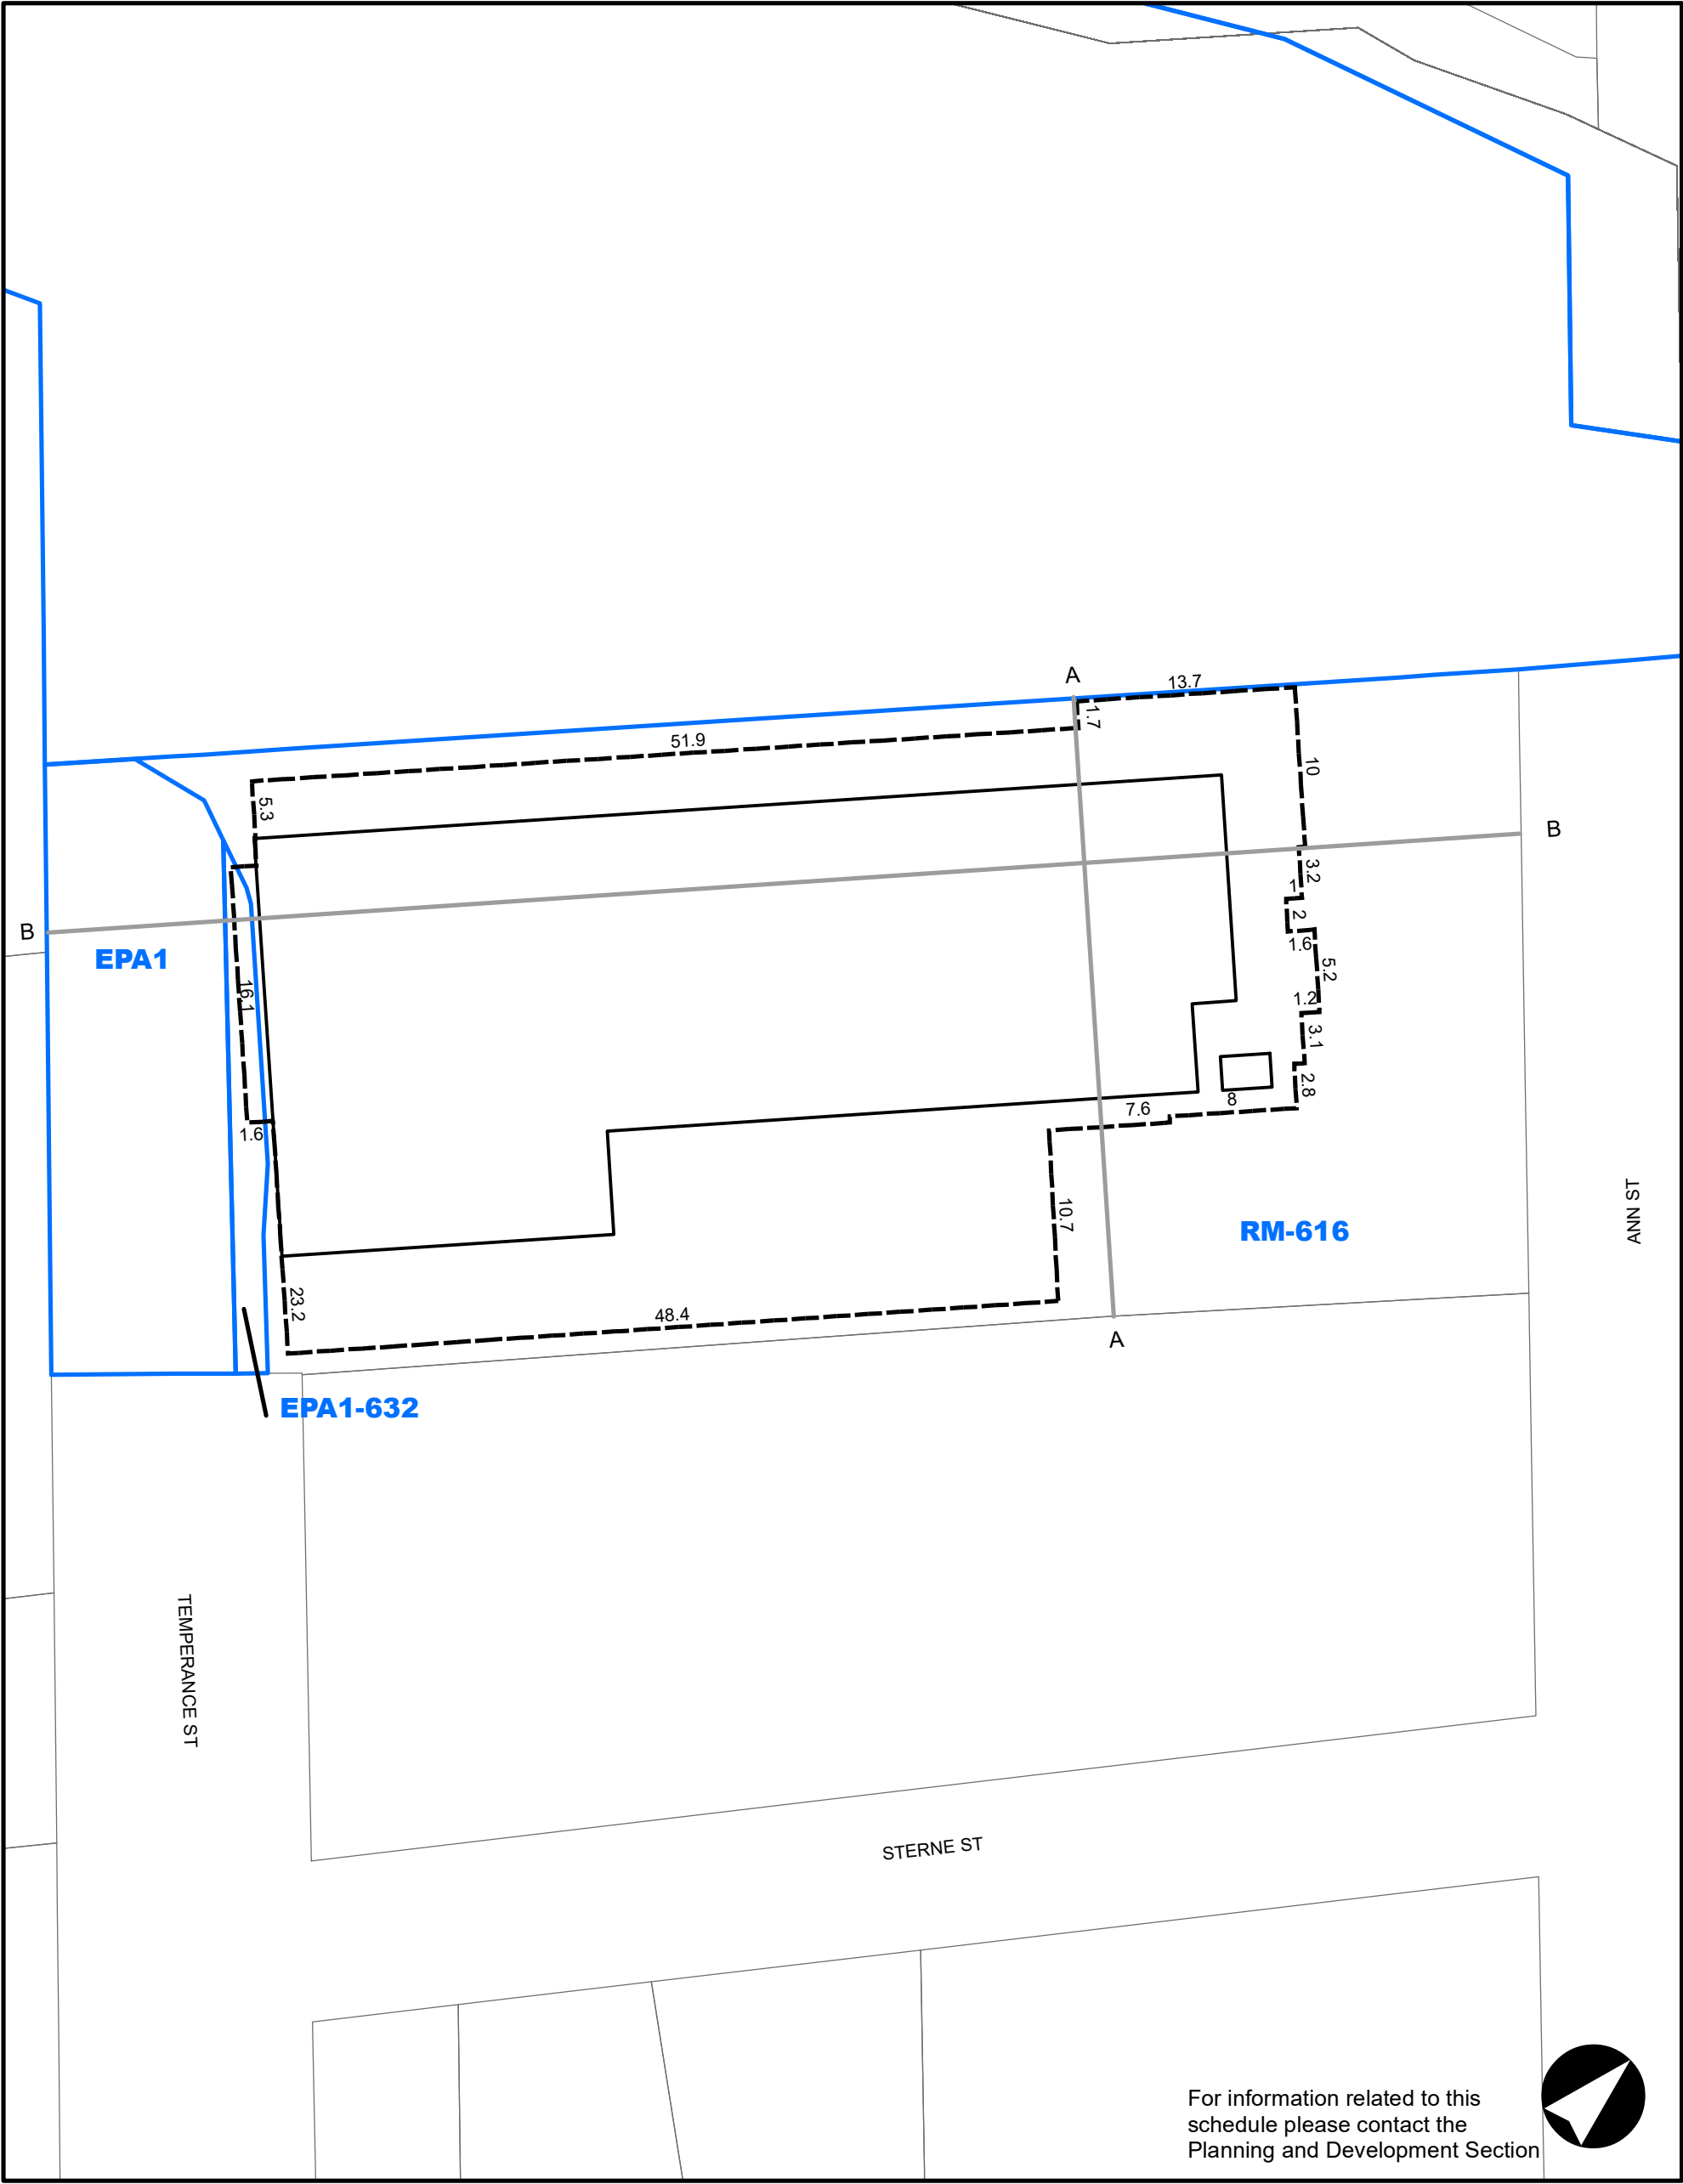 A
13.7
1.7
51.9
10
5.3
B
3.2
1
2
B
1.6
EPA1
5.2
16.1
1.2
3.1
2.8
8
7.6
1.6
10.7
ANN ST
RM-616
23.2
48.4
A
EPA1-632
TEMPERANCE ST
STERNE ST
For information related to this
schedule please contact the
Planning and Development Section